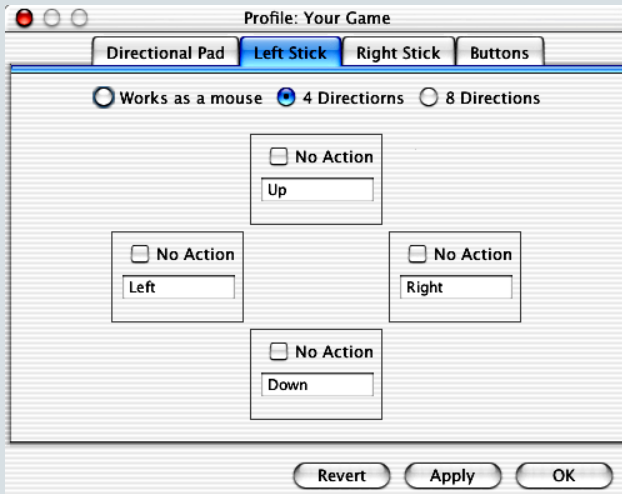 Profile: Your Game
Directional Pad Left Stick Right Stick Buttons
Works as a mouse 4 Directiorns 8 Directions
No Action
Up
No Action No Action
Left Right
No Action
Down
Revert Apply OK